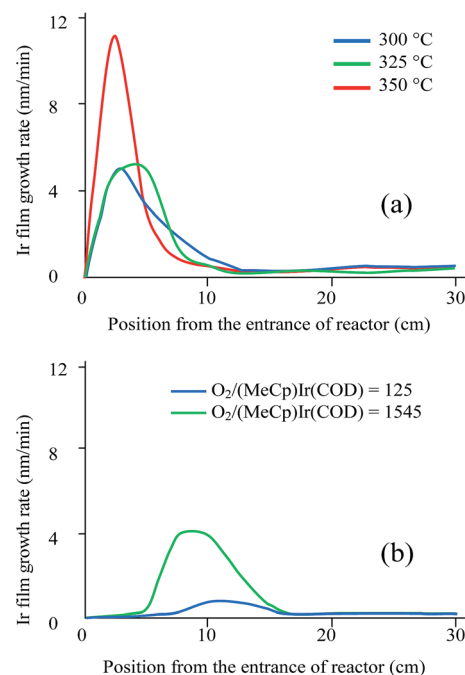 12
8
4
0
Ir film growth rate (nm/min)
300 °C
325 °C
350 °C
(a)
0 10 20 30
Position from the entrance of reactor (cm)
12
8
4
0
Ir film growth rate (nm/min)
O₂/(MeCp)Ir(COD) = 125
O₂/(MeCp)Ir(COD) = 1545
(b)
0 10 20 30
Position from the entrance of reactor (cm)